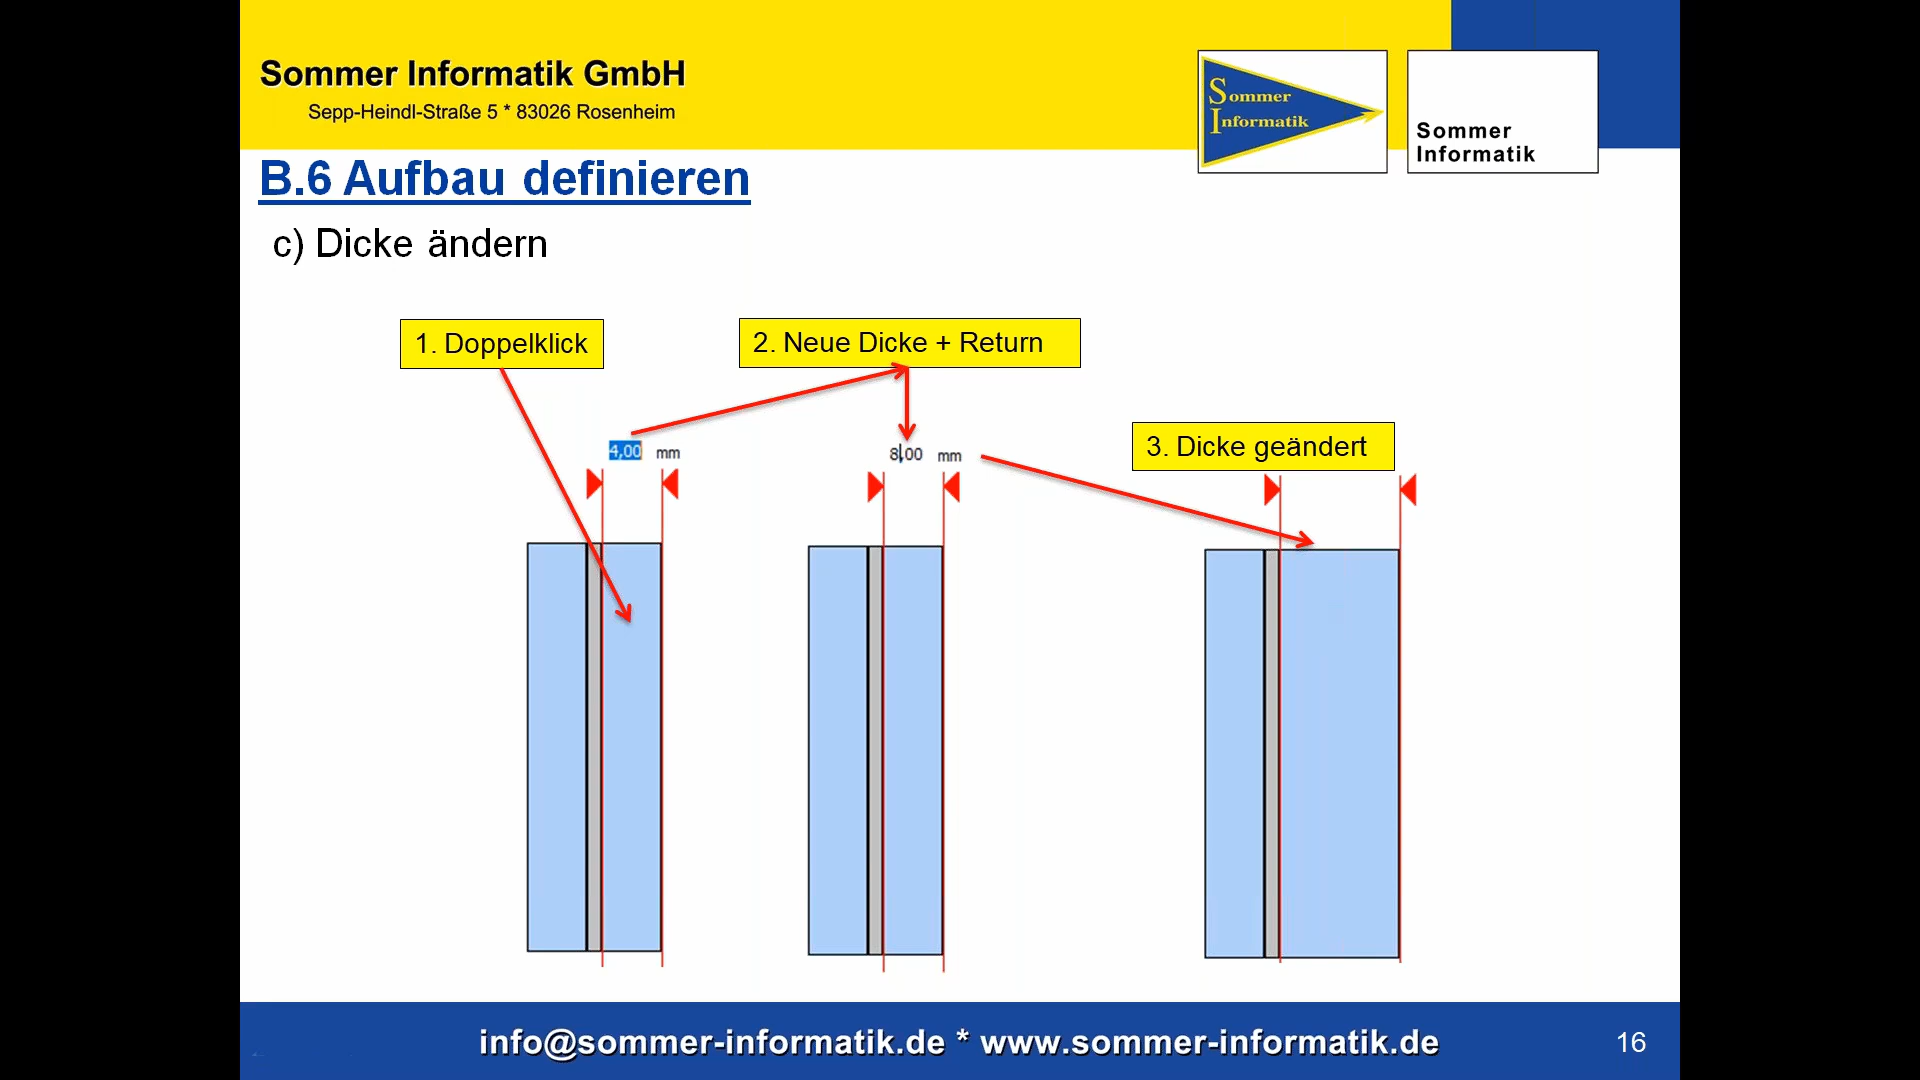 Sommer Informatik GmbH
Sepp-Heindl-Straße 5 * 83026 Rosenheim
Sommer
Informatik
Sommer
Informatik
B.6 Aufbau definieren
c) Dicke ändern
1. Doppelklick
2. Neue Dicke + Return
3. Dicke geändert
4,00 mm
8,00 mm
info@sommer-informatik.de * www.sommer-informatik.de
16